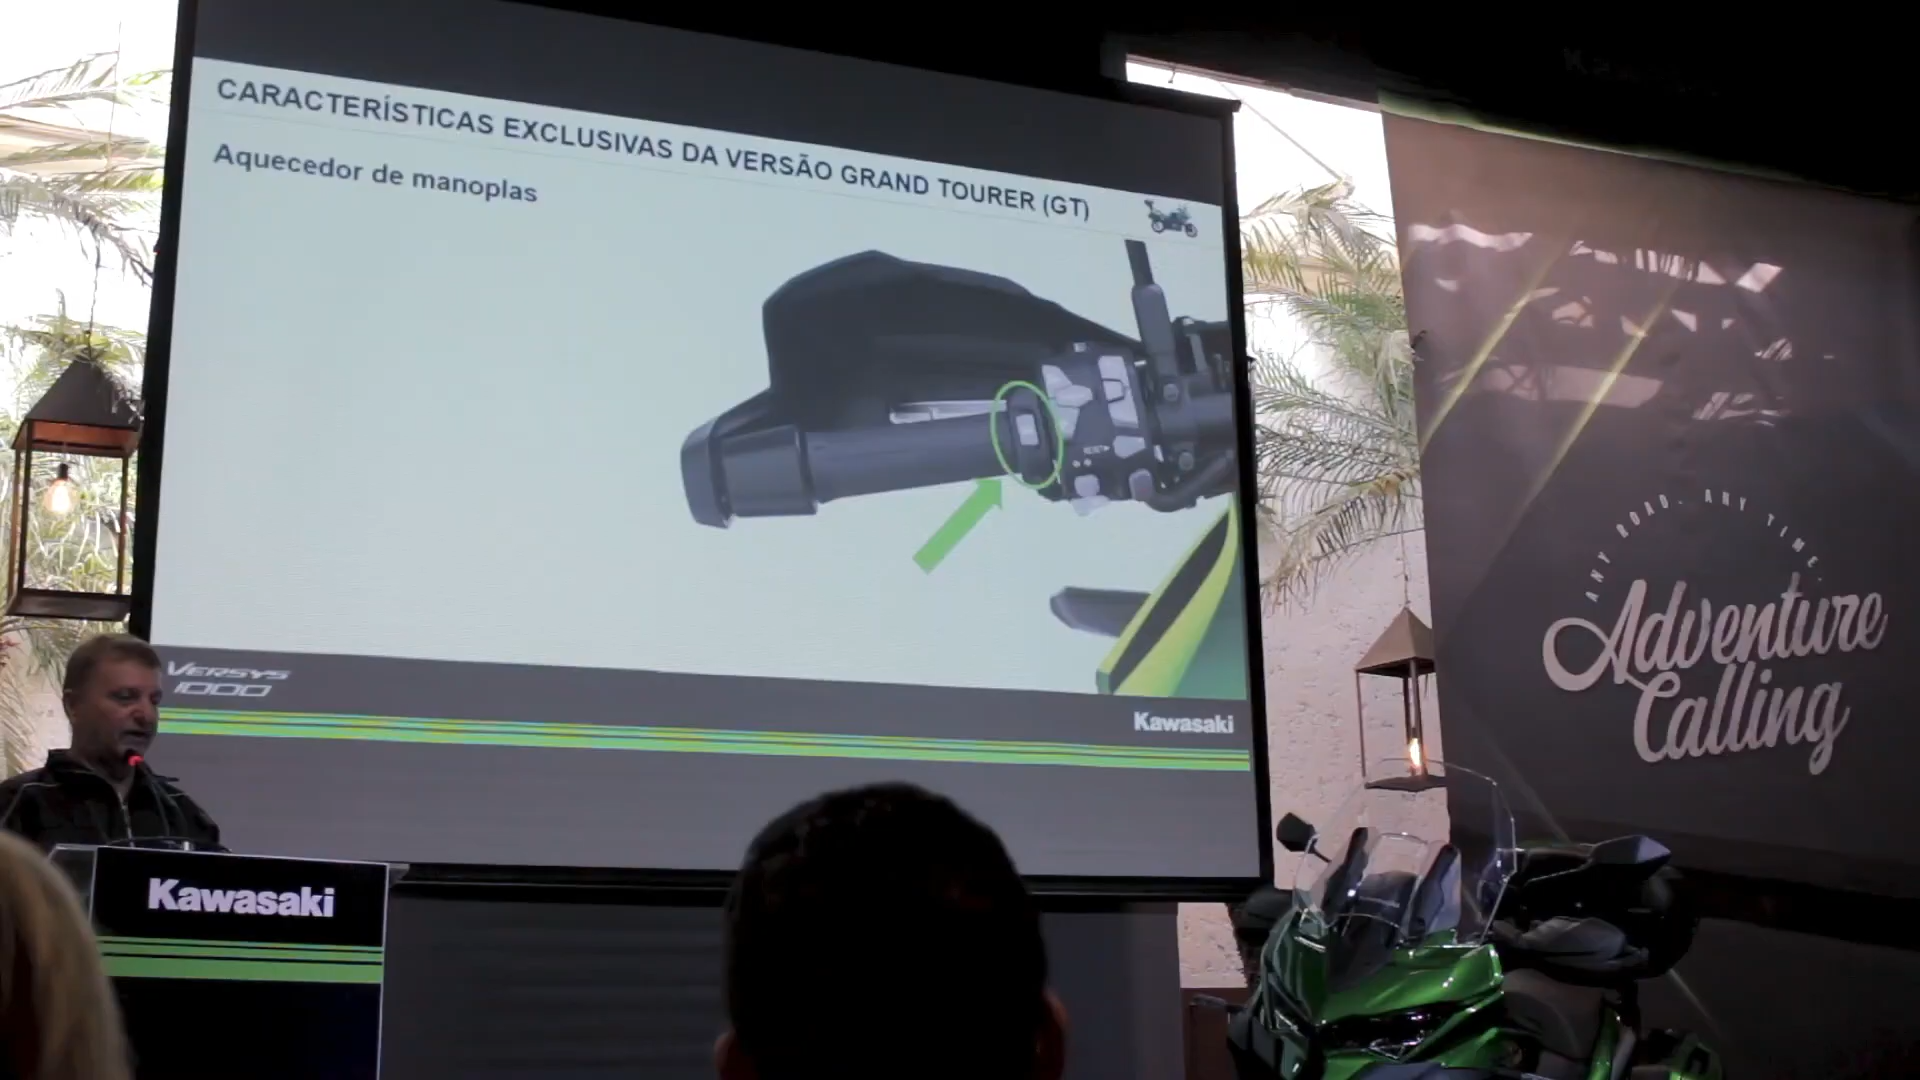 CARACTERÍSTICAS EXCLUSIVAS DA VERSÃO GRAND TOURER (GT)
Aquecedor de manoplas
RESET
VERSYS
1000
Kawasaki
Kawasaki
ANY ROAD. ANY TIME.
Adventure
Calling